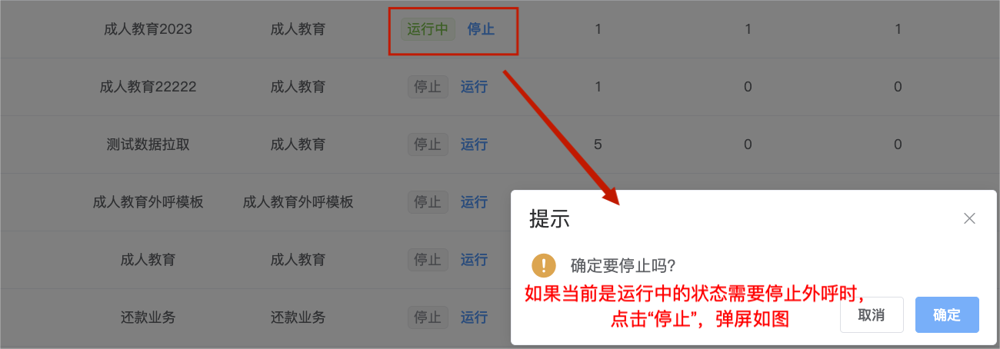 成人教育2023 成人教育 运行中 停止 1 1 1
成人教育22222 成人教育 停止 运行 1 0 0
测试数据拉取 成人教育 停止 运行 5 0 0
成人教育外呼模板 成人教育外呼模板 停止 运行
成人教育 成人教育 停止 运行
还款业务 还款业务 停止 运行
提示
确定要停止吗?
如果当前是运行中的状态需要停止外呼时，
点击“停止”，弹屏如图
取消 确定